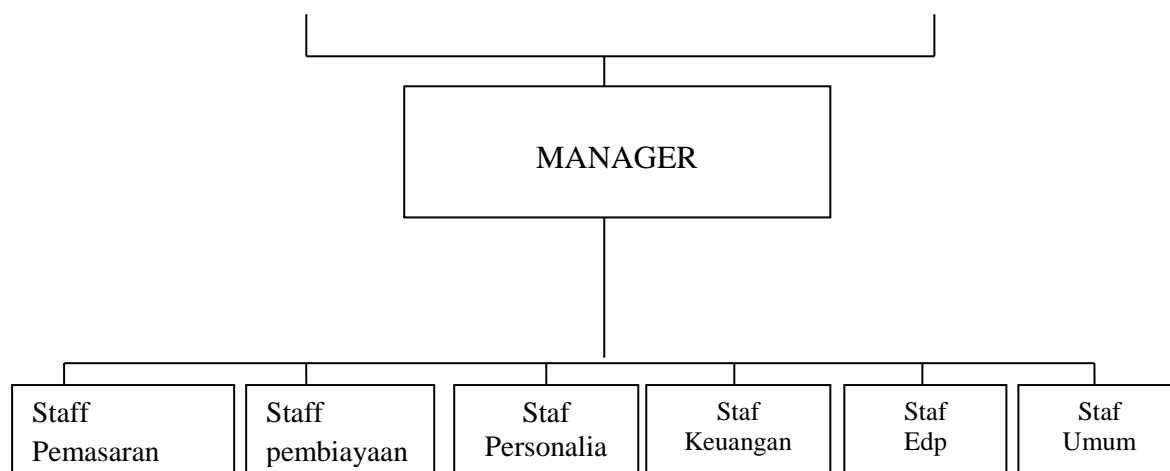 MANAGER
Staff
Pemasaran
Staff
pembiayaan
Staf
Personalia
Staf
Keuangan
Staf
Edp
Staf
Umum